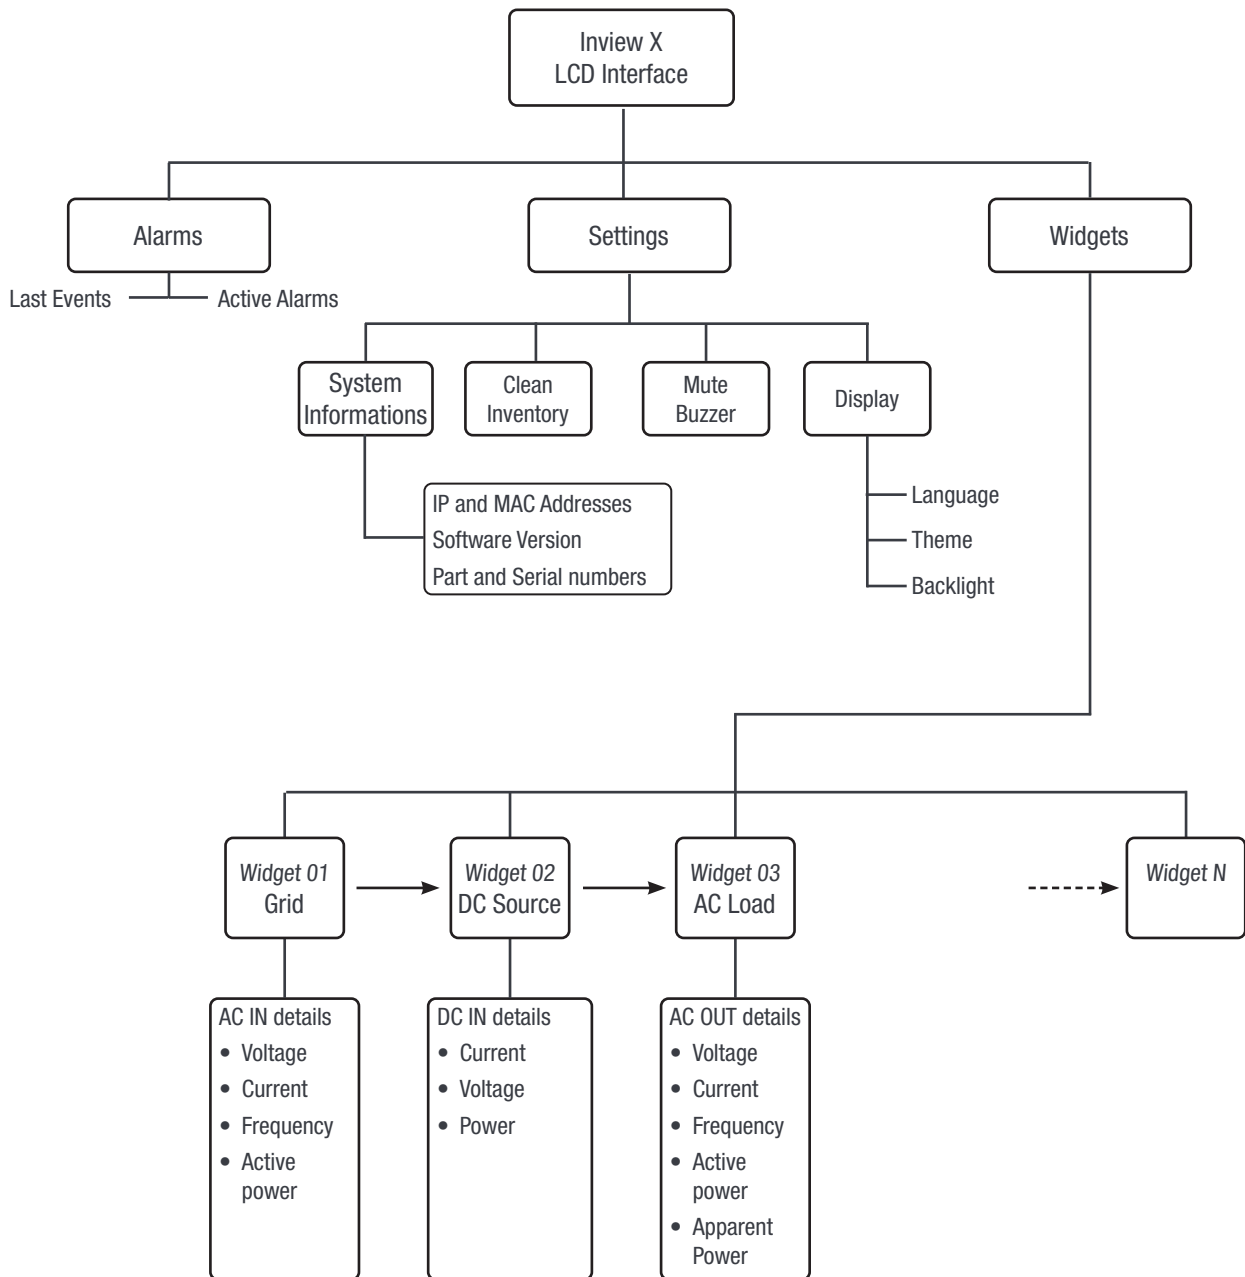 Inview X
LCD Interface
Alarms
Settings
Widgets
Last Events
Active Alarms
System
Informations
Clean
Inventory
Mute
Buzzer
Display
IP and MAC Addresses
Software Version
Part and Serial numbers
Language
Theme
Backlight
Widget 01
Grid
Widget 02
DC Source
Widget 03
AC Load
Widget N
AC IN details
• Voltage
• Current
• Frequency
• Active
power
DC IN details
• Current
• Voltage
• Power
AC OUT details
• Voltage
• Current
• Frequency
• Active
power
• Apparent
Power